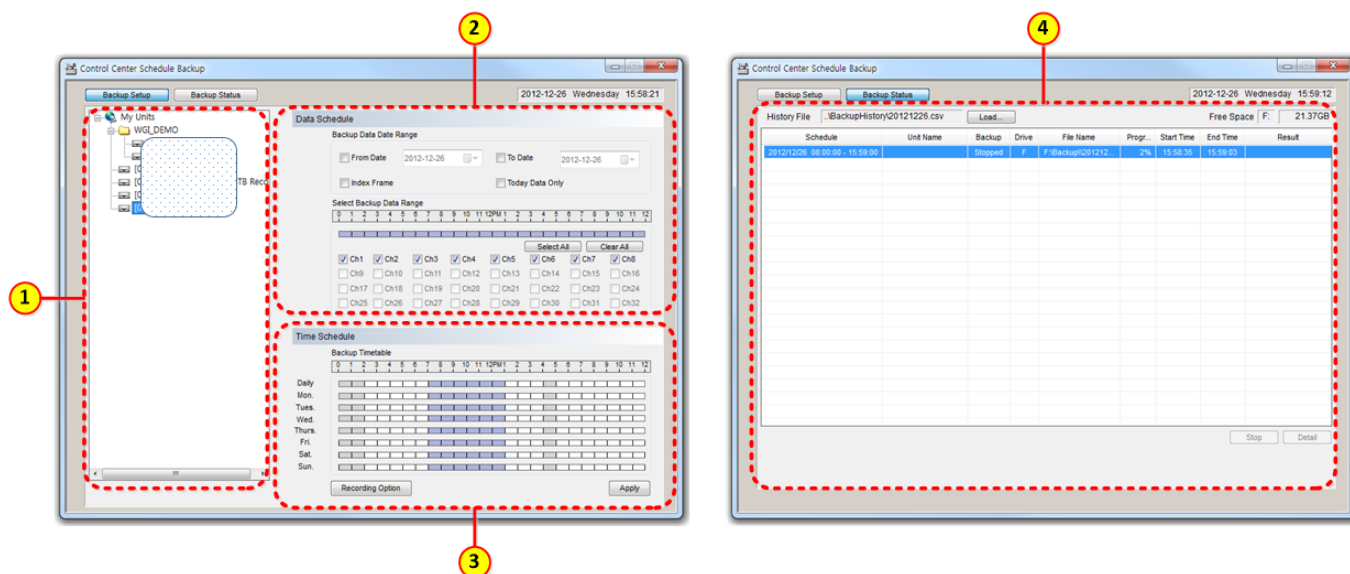 2
4
Control Center Schedule Backup
Backup Setup Backup Status 2012-12-26 Wednesday 15:58:21
My Units
WGI_DEMO
[C
TB Reco
[C
[C
Data Schedule
Backup Data Date Range
From Date 2012-12-26 To Date 2012-12-26
Index Frame Today Data Only
Select Backup Data Range
0 1 2 3 4 5 6 7 8 9 10 11 12PM 1 2 3 4 5 6 7 8 9 10 11 12
Select All Clear All
Ch1 Ch2 Ch3 Ch4 Ch5 Ch6 Ch7 Ch8
Ch9 Ch10 Ch11 Ch12 Ch13 Ch14 Ch15 Ch16
Ch17 Ch18 Ch19 Ch20 Ch21 Ch22 Ch23 Ch24
Ch25 Ch26 Ch27 Ch28 Ch29 Ch30 Ch31 Ch32
1
Time Schedule
Backup Timetable
0 1 2 3 4 5 6 7 8 9 10 11 12PM 1 2 3 4 5 6 7 8 9 10 11 12
Daily
Mon.
Tues.
Wed.
Thurs.
Fri.
Sat.
Sun.
Recording Option Apply
3
Control Center Schedule Backup
Backup Setup Backup Status 2012-12-26 Wednesday 15:59:12
History File ..\BackupHistory\20121226.csv Load... Free Space F: 21.37GB
Schedule Unit Name Backup Drive File Name Progr... Start Time End Time Result
2012/12/26 08:00:00 - 15:59:00 Stopped F F:\Backup\\201212... 2% 15:58:35 15:59:03
Stop Detail